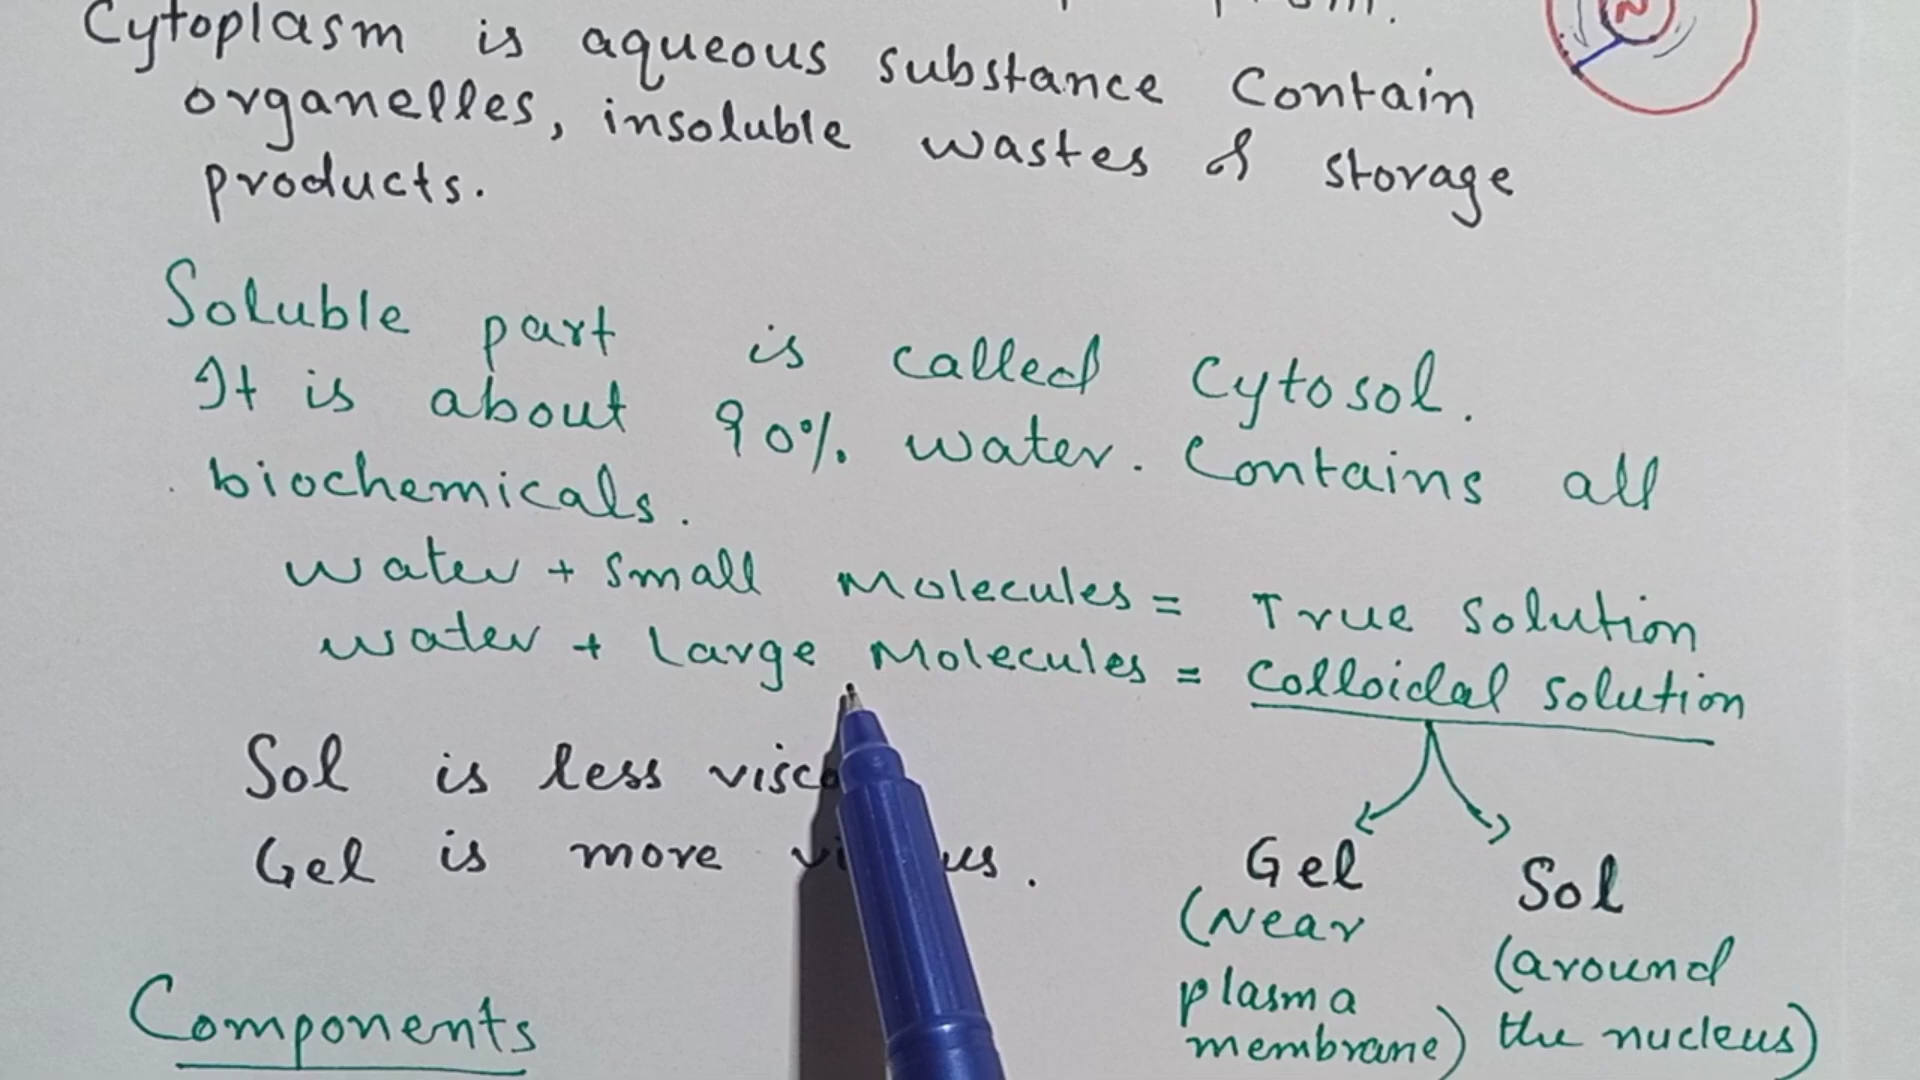 Cytoplasm is aqueous substance Contain
organelles, insoluble wastes & storage
products.
Soluble part is called Cytosol.
It is about 90% water. Contains all
biochemicals.
water + small Molecules = True Solution
water + Large Molecules = Colloidal solution
Sol is less
Gel is more
Gel
(Near
plasma
membrane)
Sol
(around
the nucleus)
Components
N